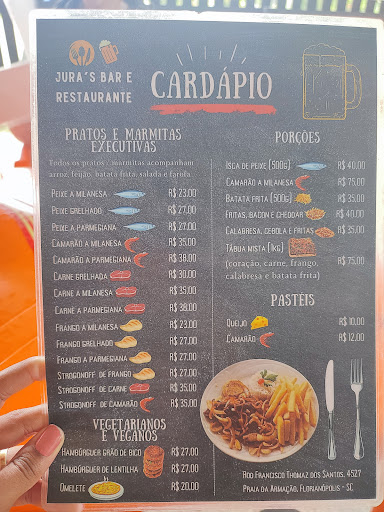 JURA'S BAR E
RESTAURANTE
CARDÁPIO
PRATOS E MARMITAS
EXECUTIVAS
Todos os pratos e marmitas acompanham
arroz, feijão, batata frita, salada e farofa.
PEIXE A MILANESA R$ 23,00
PEIXE GRELHADO R$ 27,00
PEIXE A PARMEGIANA R$ 27,00
CAMARÃO A MILANESA R$ 35,00
CAMARÃO A PARMEGIANA R$ 38,00
CARNE GRELHADA R$ 30,00
CARNE A MILANESA R$ 35,00
CARNE A PARMEGIANA R$ 38,00
FRANGO A MILANESA R$ 23,00
FRANGO GRELHADO R$ 27,00
FRANGO A PARMEGIANA R$ 27,00
STROGONOFF DE FRANGO R$ 27,00
STROGONOFF DE CARNE R$ 35,00
STROGONOFF DE CAMARÃO R$ 35,00
VEGETARIANOS
E VEGANOS
HAMBÚRGUER GRÃO DE BICO R$ 27,00
HAMBÚRGUER DE LENTILHA R$ 27,00
OMELETE R$ 20,00
PORÇÕES
ISCA DE PEIXE (500G) R$ 40,00
CAMARÃO A MILANESA R$ 75,00
BATATA FRITA (500G) R$ 35,00
FRITAS, BACON E CHEDDAR R$ 40,00
CALABRESA, CEBOLA E FRITAS R$ 35,00
TÁBUA MISTA (1KG)
(coração, carne, frango, R$ 75,00
calabresa e batata frita)
PASTÉIS
QUEIJO R$ 10,00
CAMARÃO R$ 12,00
ROD FRANCISCO THOMAZ DOS SANTOS, 4527
PRAIA DA ARMAÇÃO, FLORIANÓPOLIS - SC